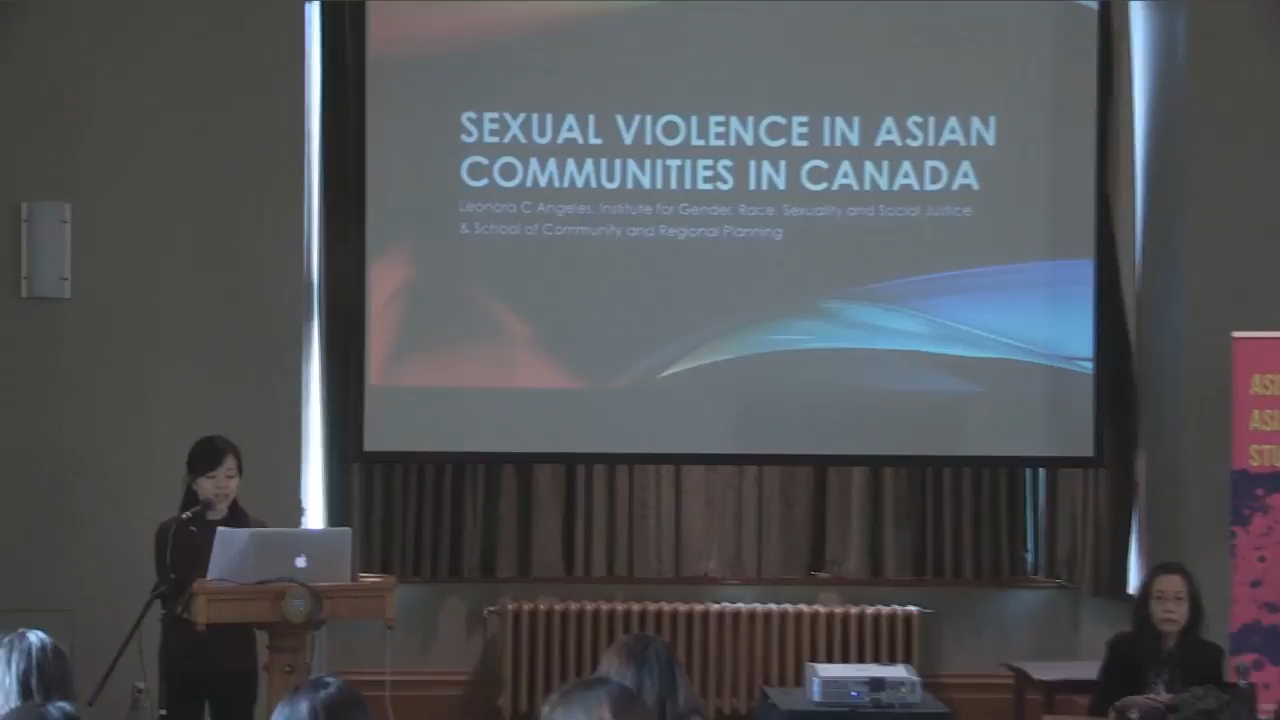 SEXUAL VIOLENCE IN ASIAN
COMMUNITIES IN CANADA
Leonora C Angeles, Institute for Gender, Race, Sexuality and Social Justice
& School of Community and Regional Planning